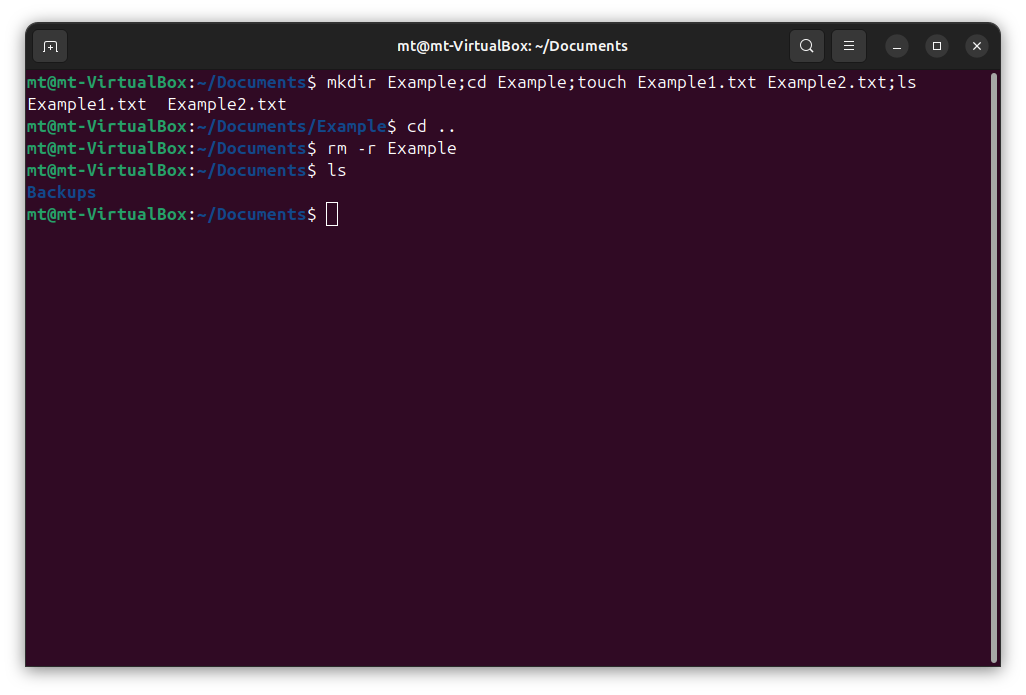 mt@mt-VirtualBox: ~/Documents
mt@mt-VirtualBox:~/Documents$ mkdir Example;cd Example;touch Example1.txt Example2.txt;ls
Example1.txt  Example2.txt
mt@mt-VirtualBox:~/Documents/Example$ cd ..
mt@mt-VirtualBox:~/Documents$ rm -r Example
mt@mt-VirtualBox:~/Documents$ ls
Backups
mt@mt-VirtualBox:~/Documents$